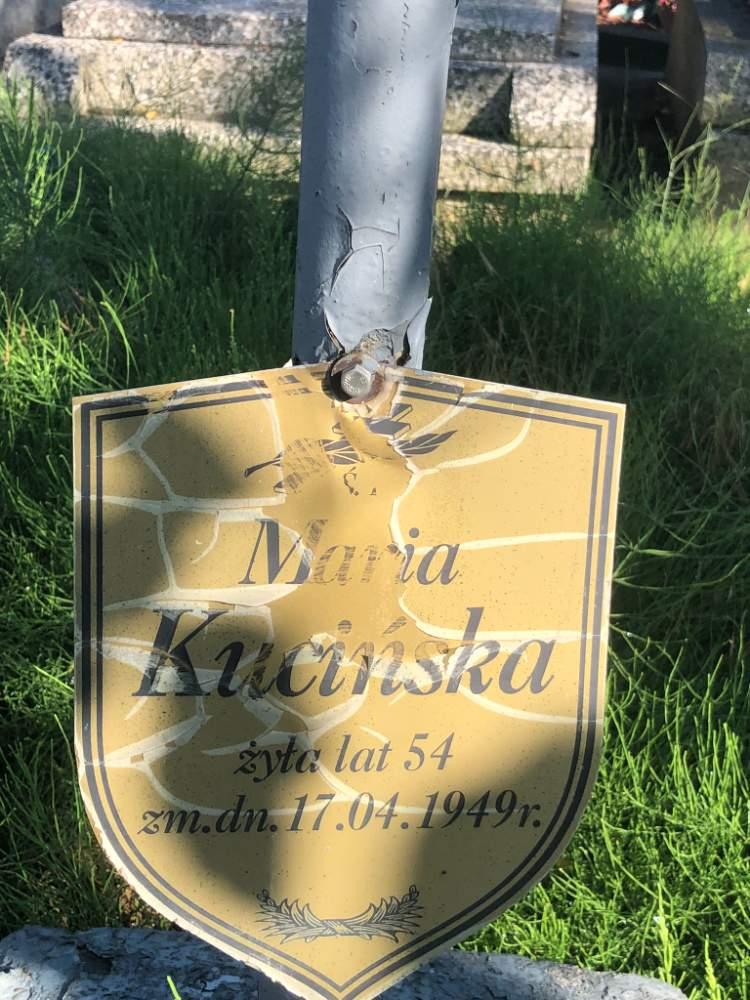 Ś.
Maria
Kucińska
żyła lat 54
zm.dn.17.04.1949r.